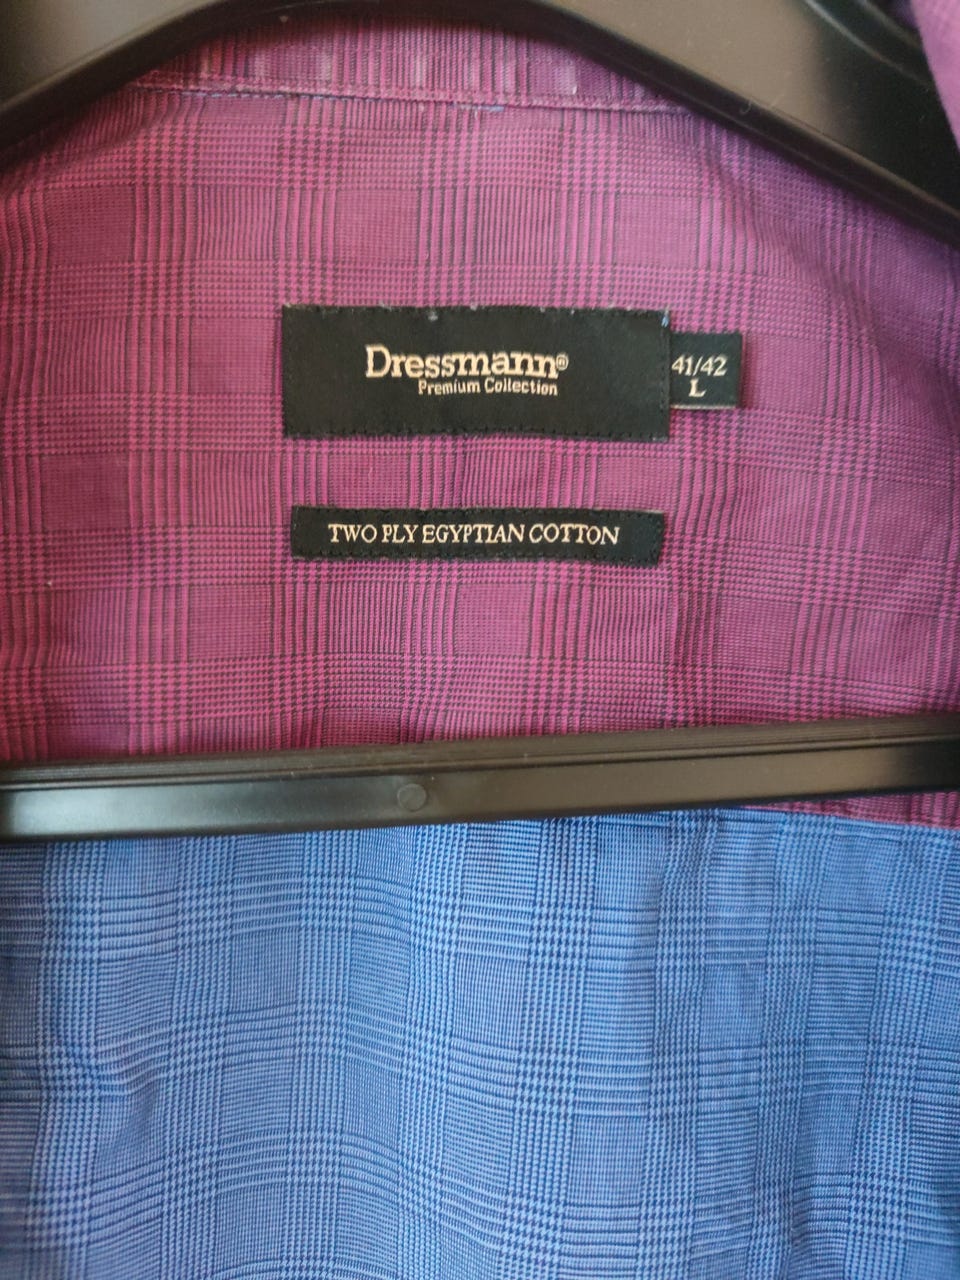 Dressmann®
Premium Collection
41/42
L
TWO PLY EGYPTIAN COTTON